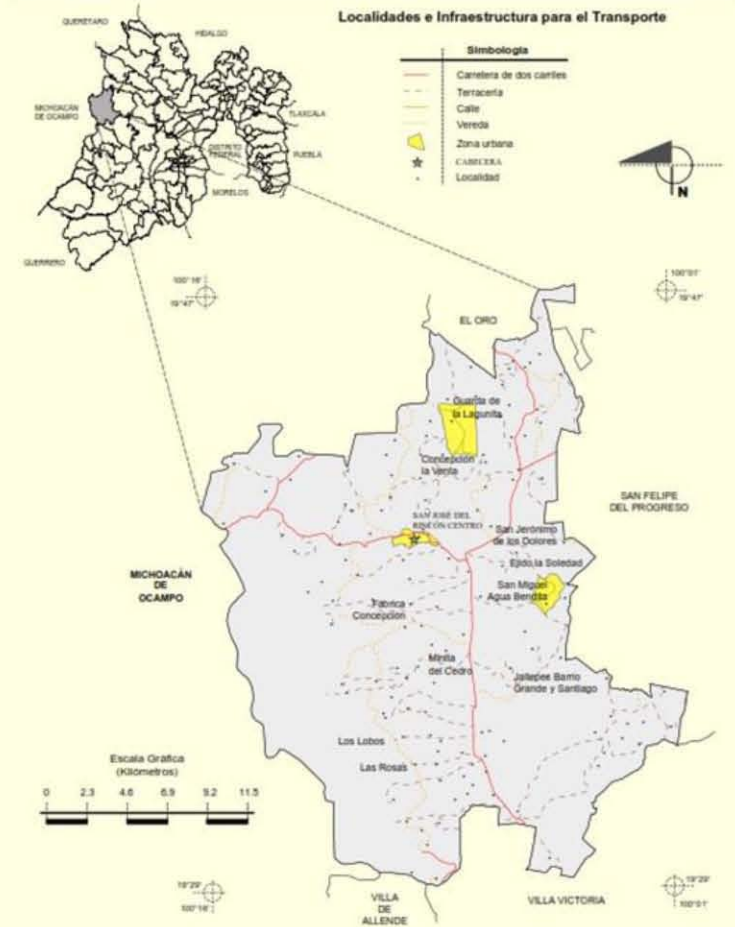 Localidades e Infraestructura para el Transporte
Simbología
Carretera de dos carriles
Terracería
Calle
Vereda
Zona urbana
CABECERA
Localidad
N
QUERÉTARO
HIDALGO
MICHOACÁN
DE OCAMPO
TLAXCALA
DISTRITO
FEDERAL
PUEBLA
MORELOS
GUERRERO
100°16'
19°47'
100°01'
19°47'
EL ORO
Guarda de
la Lagunita
Concepción
la Venta
SAN FELIPE
DEL PROGRESO
SAN JOSÉ DEL
RINCÓN CENTRO
San Jerónimo
de los Dolores
Ejido la Soledad
San Miguel
Agua Bendita
MICHOACÁN
DE
OCAMPO
Fábrica
Concepción
Minilla
del Cedro
Jaltepec Barrio
Grande y Santiago
Los Lobos
Las Rosas
Escala Gráfica
(Kilómetros)
0 2.3 4.6 6.9 9.2 11.5
19°29'
100°16'
VILLA
DE
ALLENDE
VILLA VICTORIA
19°29'
100°01'